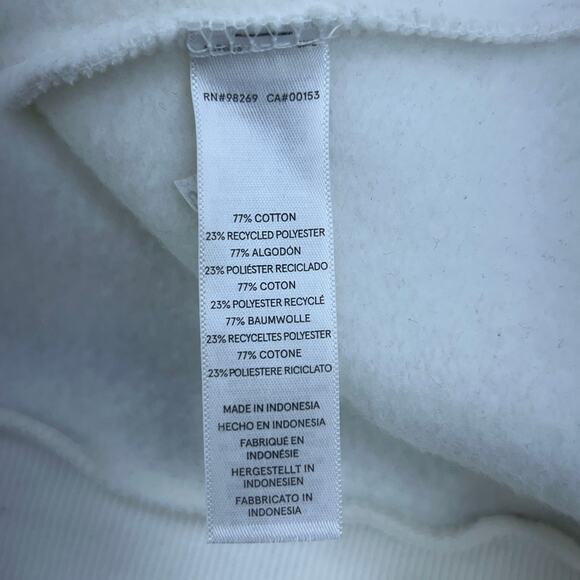 RN#98269 CA#00153
77% COTTON
23% RECYCLED POLYESTER
77% ALGODÓN
23% POLIÉSTER RECICLADO
77% COTON
23% POLYESTER RECYCLÉ
77% BAUMWOLLE
23% RECYCELTES POLYESTER
77% COTONE
23% POLIESTERE RICICLATO
MADE IN INDONESIA
HECHO EN INDONESIA
FABRIQUÉ EN
INDONÉSIE
HERGESTELLT IN
INDONESIEN
FABBRICATO IN
INDONESIA